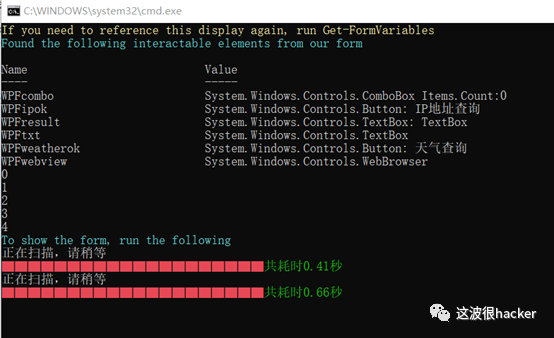 C:\WINDOWS\system32\cmd.exe
If you need to reference this display again, run Get-FormVariables
Found the following interactable elements from our form
Name Value
---- -----
WPFcombo System.Windows.Controls.ComboBox Items.Count:0
WPFipok System.Windows.Controls.Button: IP地址查询
WPFresult System.Windows.Controls.TextBox: TextBox
WPFtxt System.Windows.Controls.TextBox
WPFweatherok System.Windows.Controls.Button: 天气查询
WPFwebview System.Windows.Controls.WebBrowser
0
1
2
3
4
To show the form, run the following
正在扫描，请稍等
共耗时0.41秒
正在扫描，请稍等
共耗时0.66秒
这波很hacker